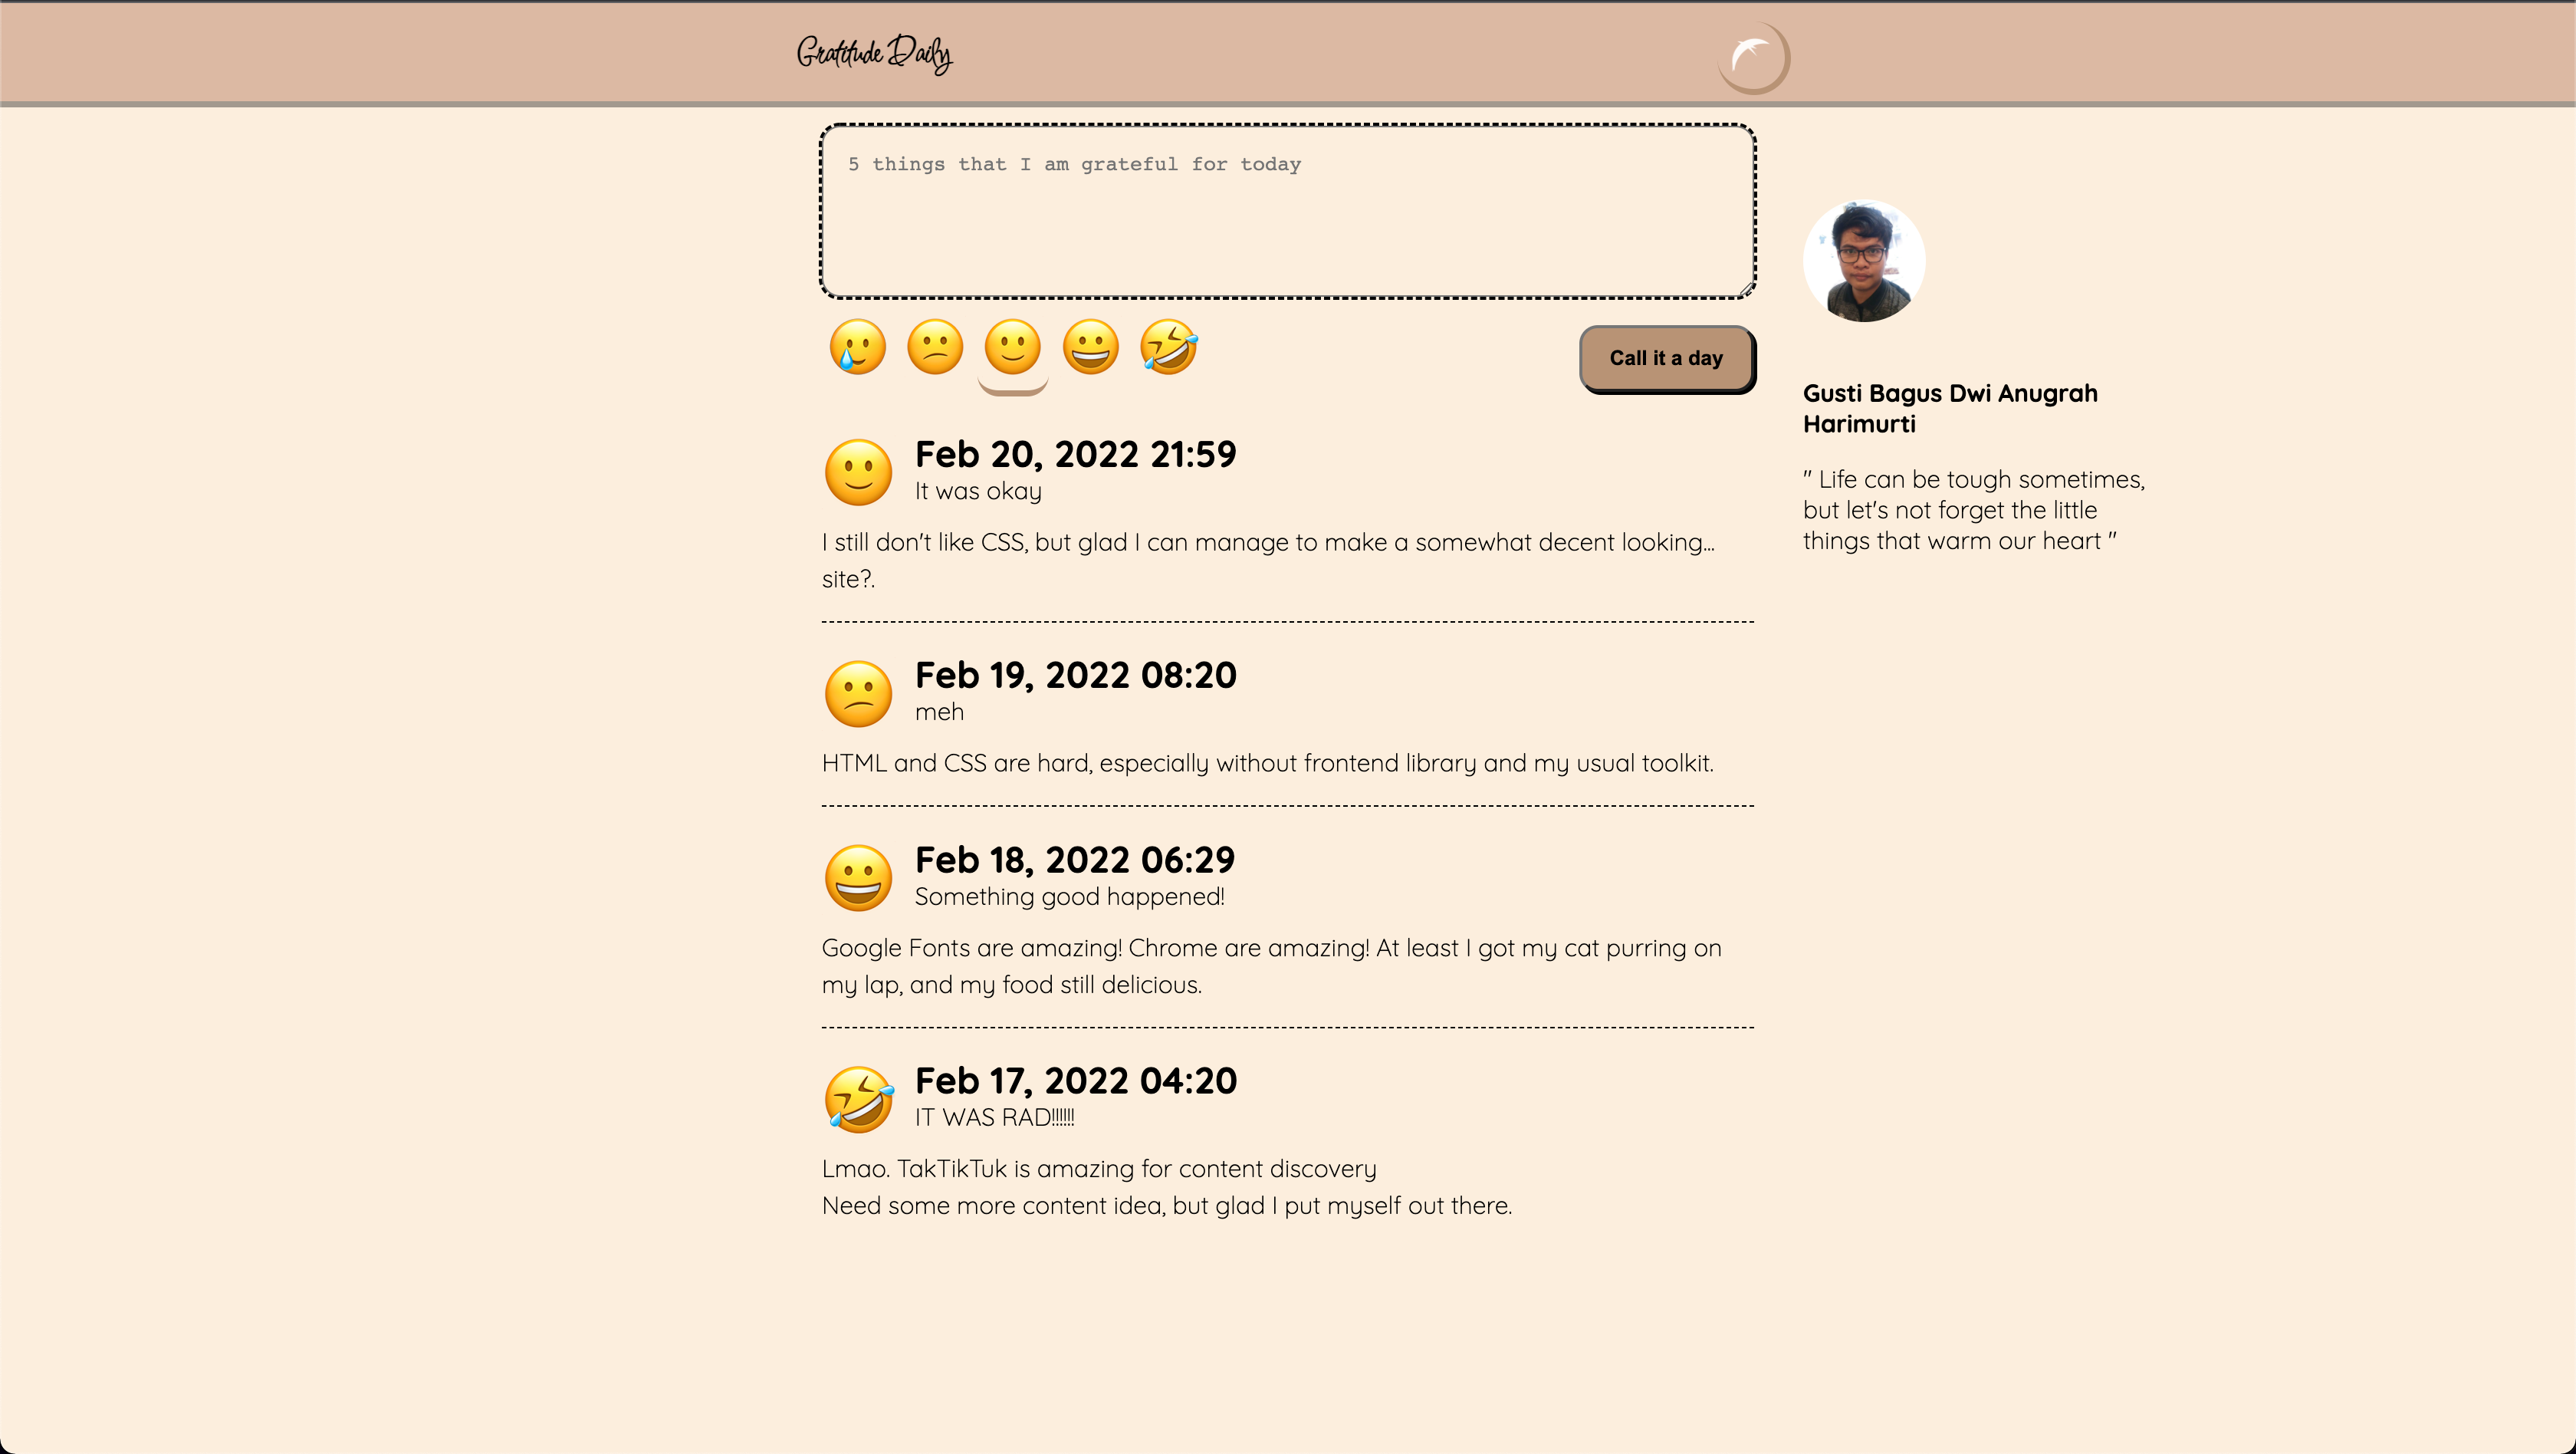 Gratitude Daily
5 things that I am grateful for today
Call it a day
Feb 20, 2022 21:59
It was okay
I still don't like CSS, but glad I can manage to make a somewhat decent looking...
site?.
Feb 19, 2022 08:20
meh
HTML and CSS are hard, especially without frontend library and my usual toolkit.
Feb 18, 2022 06:29
Something good happened!
Google Fonts are amazing! Chrome are amazing! At least I got my cat purring on
my lap, and my food still delicious.
Feb 17, 2022 04:20
IT WAS RAD!!!!!!
Lmao. TakTikTuk is amazing for content discovery
Need some more content idea, but glad I put myself out there.
Gusti Bagus Dwi Anugrah
Harimurti
" Life can be tough sometimes,
but let's not forget the little
things that warm our heart "